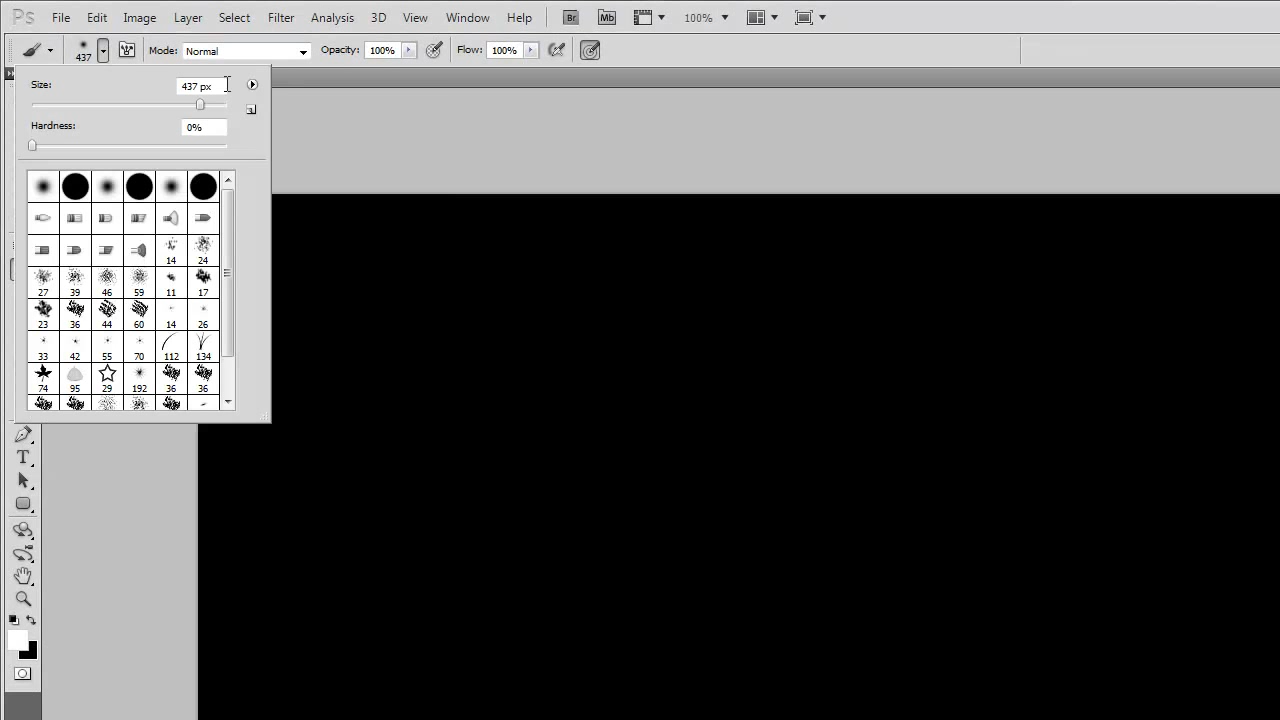 Ps File Edit Image Layer Select Filter Analysis 3D View Window Help Br Mb 100%
437 Mode: Normal Opacity: 100% Flow: 100%
Size: 437 px
Hardness: 0%
14 24
27 39 46 59 11 17
23 36 44 60 14 26
33 42 55 70 112 134
74 95 29 192 36 36
T